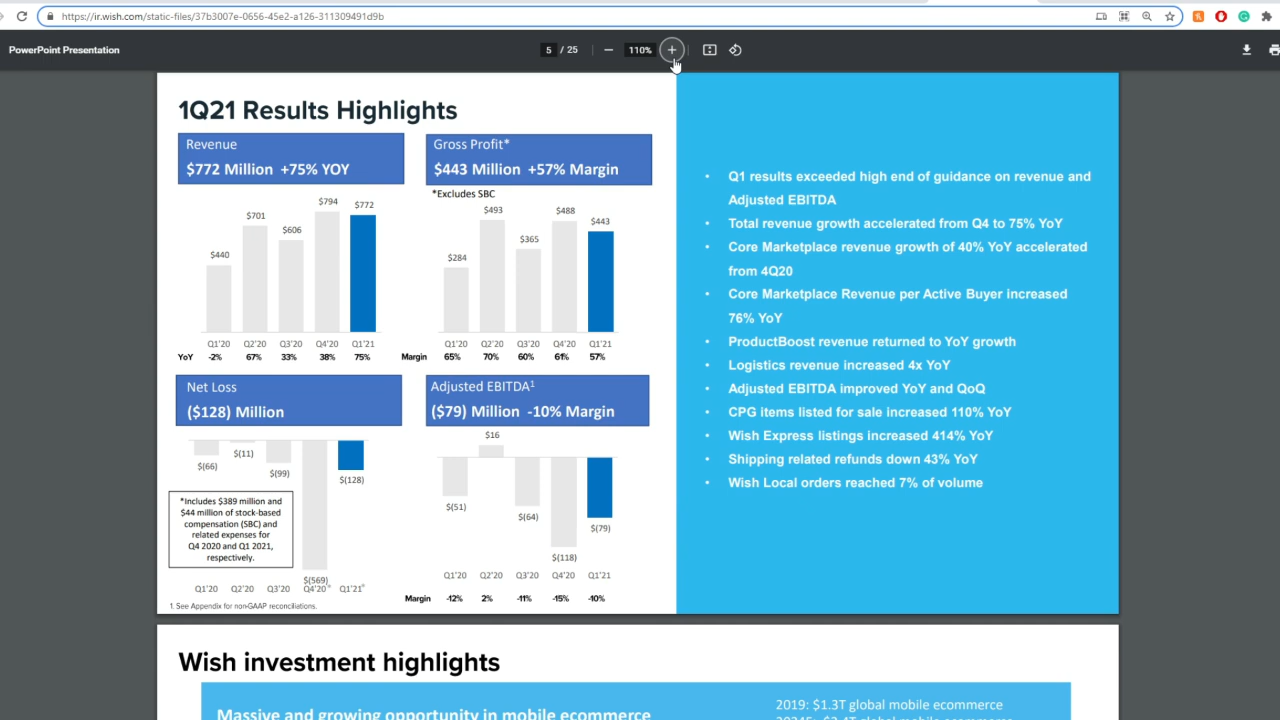 https://ir.wish.com/static-files/37b3007e-0656-45e2-a126-311309491d9b
PowerPoint Presentation
5 / 25
110%
1Q21 Results Highlights
Revenue
$772 Million +75% YOY
$440
$701
$606
$794
$772
Q1'20 Q2'20 Q3'20 Q4'20 Q1'21
YoY -2% 67% 33% 38% 75%
Gross Profit*
$443 Million +57% Margin
*Excludes SBC
$284
$493
$365
$488
$443
Q1'20 Q2'20 Q3'20 Q4'20 Q1'21
Margin 65% 70% 60% 61% 57%
Net Loss
($128) Million
$(66)
$(11)
$(99)
$(569)
$(128)
*Includes $389 million and
$44 million of stock-based
compensation (SBC) and
related expenses for
Q4 2020 and Q1 2021,
respectively.
Q1'20 Q2'20 Q3'20 Q4'20* Q1'21*
1. See Appendix for non-GAAP reconciliations.
Adjusted EBITDA¹
($79) Million -10% Margin
$(51)
$16
$(64)
$(118)
$(79)
Q1'20 Q2'20 Q3'20 Q4'20 Q1'21
Margin -12% 2% -11% -15% -10%
• Q1 results exceeded high end of guidance on revenue and
Adjusted EBITDA
• Total revenue growth accelerated from Q4 to 75% YoY
• Core Marketplace revenue growth of 40% YoY accelerated
from 4Q20
• Core Marketplace Revenue per Active Buyer increased
76% YoY
• ProductBoost revenue returned to YoY growth
• Logistics revenue increased 4x YoY
• Adjusted EBITDA improved YoY and QoQ
• CPG items listed for sale increased 110% YoY
• Wish Express listings increased 414% YoY
• Shipping related refunds down 43% YoY
• Wish Local orders reached 7% of volume
Wish investment highlights
Massive and growing opportunity in mobile ecommerce
2019: $1.3T global mobile ecommerce